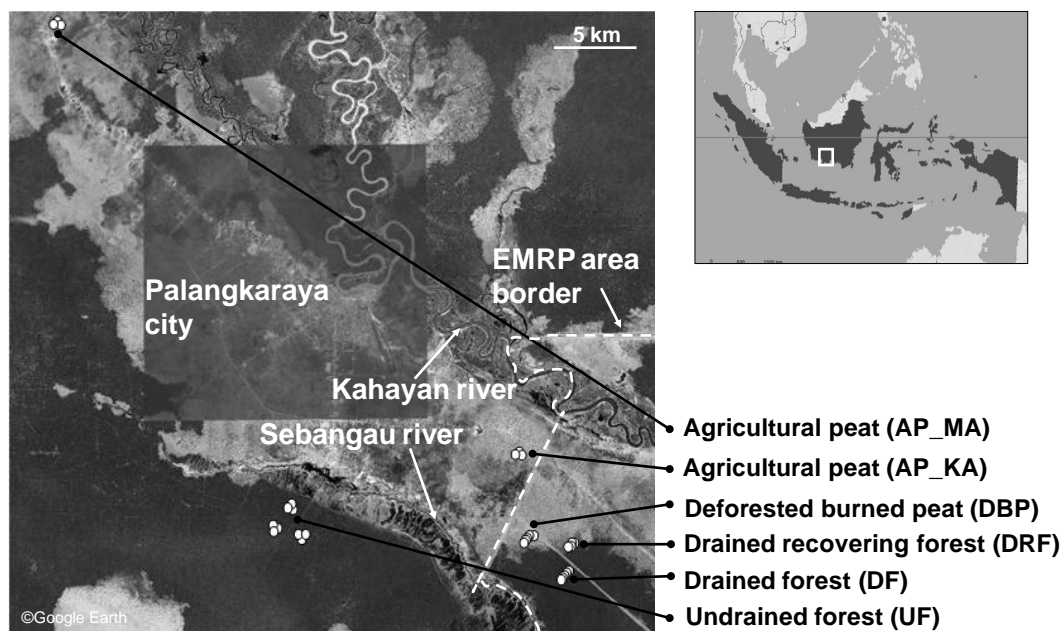 5 km
EMRP area
border
Palangkaraya
city
Kahayan river
Sebangau river
Agricultural peat (AP_MA)
Agricultural peat (AP_KA)
Deforested burned peat (DBP)
Drained recovering forest (DRF)
Drained forest (DF)
Undrained forest (UF)
©Google Earth